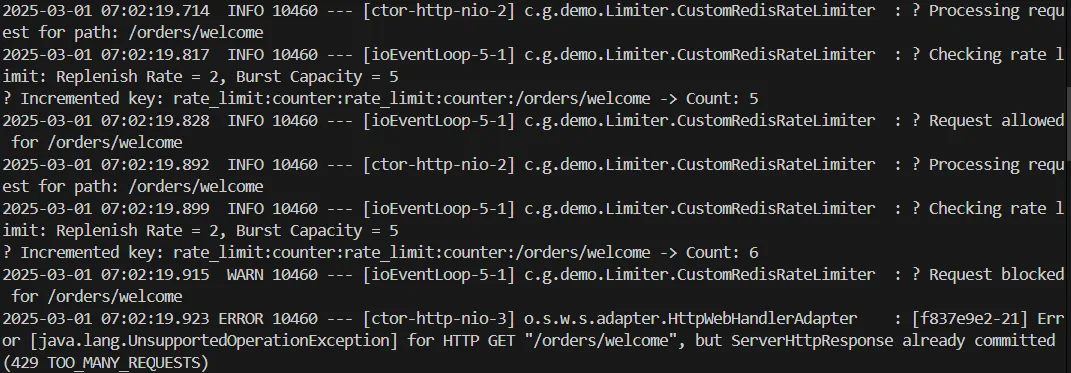 2025-03-01 07:02:19.714  INFO 10460 --- [ctor-http-nio-2] c.g.demo.Limiter.CustomRedisRateLimiter  : ? Processing requ
est for path: /orders/welcome
2025-03-01 07:02:19.817  INFO 10460 --- [ioEventLoop-5-1] c.g.demo.Limiter.CustomRedisRateLimiter  : ? Checking rate l
imit: Replenish Rate = 2, Burst Capacity = 5
? Incremented key: rate_limit:counter:rate_limit:counter:/orders/welcome -> Count: 5
2025-03-01 07:02:19.828  INFO 10460 --- [ioEventLoop-5-1] c.g.demo.Limiter.CustomRedisRateLimiter  : ? Request allowed
 for /orders/welcome
2025-03-01 07:02:19.892  INFO 10460 --- [ctor-http-nio-2] c.g.demo.Limiter.CustomRedisRateLimiter  : ? Processing requ
est for path: /orders/welcome
2025-03-01 07:02:19.899  INFO 10460 --- [ioEventLoop-5-1] c.g.demo.Limiter.CustomRedisRateLimiter  : ? Checking rate l
imit: Replenish Rate = 2, Burst Capacity = 5
? Incremented key: rate_limit:counter:rate_limit:counter:/orders/welcome -> Count: 6
2025-03-01 07:02:19.915  WARN 10460 --- [ioEventLoop-5-1] c.g.demo.Limiter.CustomRedisRateLimiter  : ? Request blocked
 for /orders/welcome
2025-03-01 07:02:19.923 ERROR 10460 --- [ctor-http-nio-3] o.s.w.s.adapter.HttpWebHandlerAdapter    : [f837e9e2-21] Err
or [java.lang.UnsupportedOperationException] for HTTP GET "/orders/welcome", but ServerHttpResponse already committed
(429 TOO_MANY_REQUESTS)